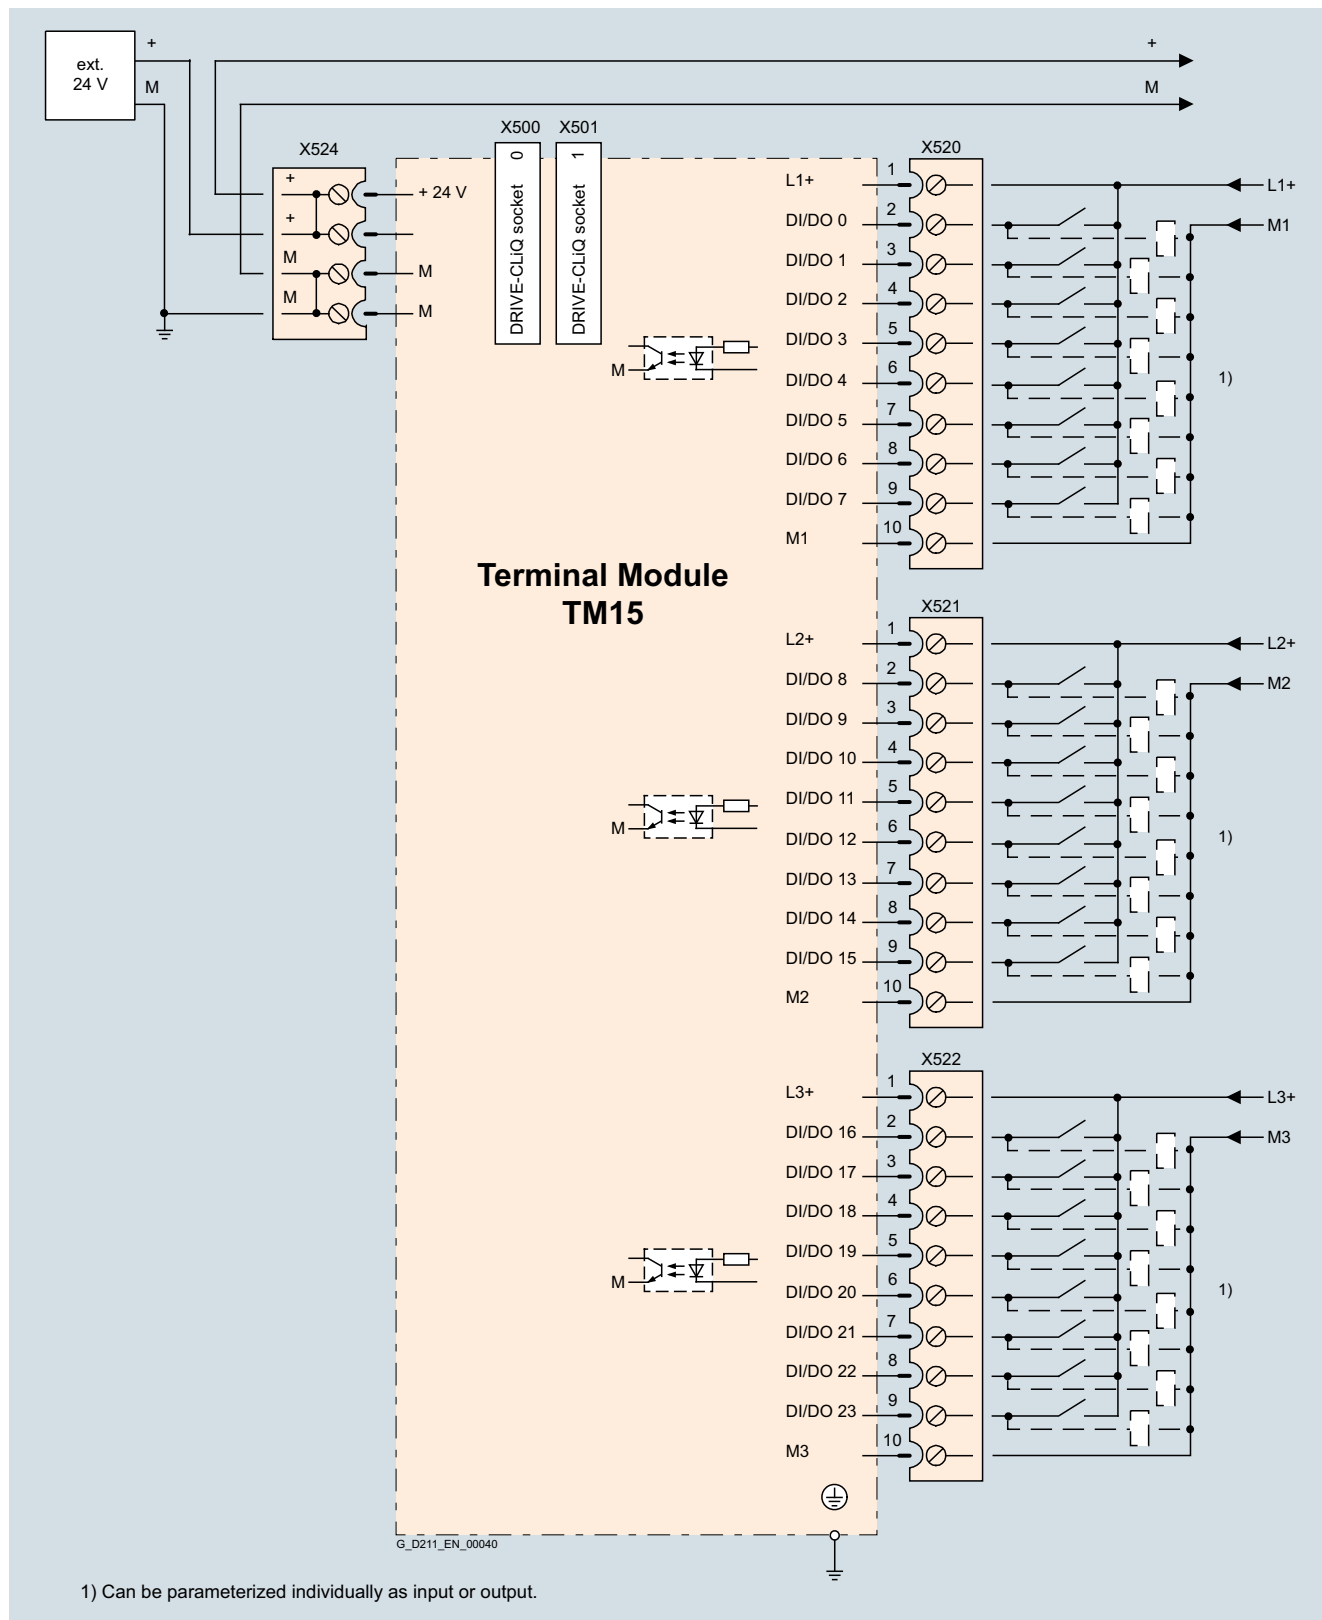 ext.
24 V
+
M
+
M
X524
+
+
M
M
+ 24 V
M
M
X500
DRIVE-CLiQ socket 0
X501
DRIVE-CLiQ socket 1
Terminal Module
TM15
M
M
M
X520
L1+ 1
DI/DO 0 2
DI/DO 1 3
DI/DO 2 4
DI/DO 3 5
DI/DO 4 6
DI/DO 5 7
DI/DO 6 8
DI/DO 7 9
M1 10
L1+
M1
1)
X521
L2+ 1
DI/DO 8 2
DI/DO 9 3
DI/DO 10 4
DI/DO 11 5
DI/DO 12 6
DI/DO 13 7
DI/DO 14 8
DI/DO 15 9
M2 10
L2+
M2
1)
X522
L3+ 1
DI/DO 16 2
DI/DO 17 3
DI/DO 18 4
DI/DO 19 5
DI/DO 20 6
DI/DO 21 7
DI/DO 22 8
DI/DO 23 9
M3 10
L3+
M3
1)
G_D211_EN_00040
1) Can be parameterized individually as input or output.